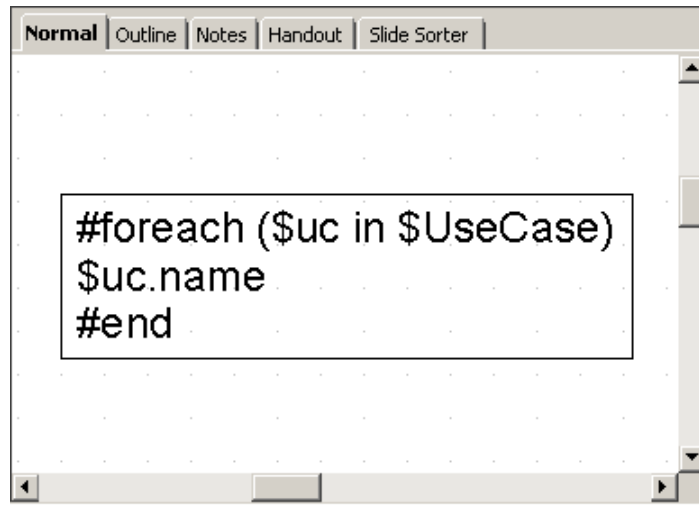 Normal Outline Notes Handout Slide Sorter
#foreach ($uc in $UseCase)
$uc.name
#end